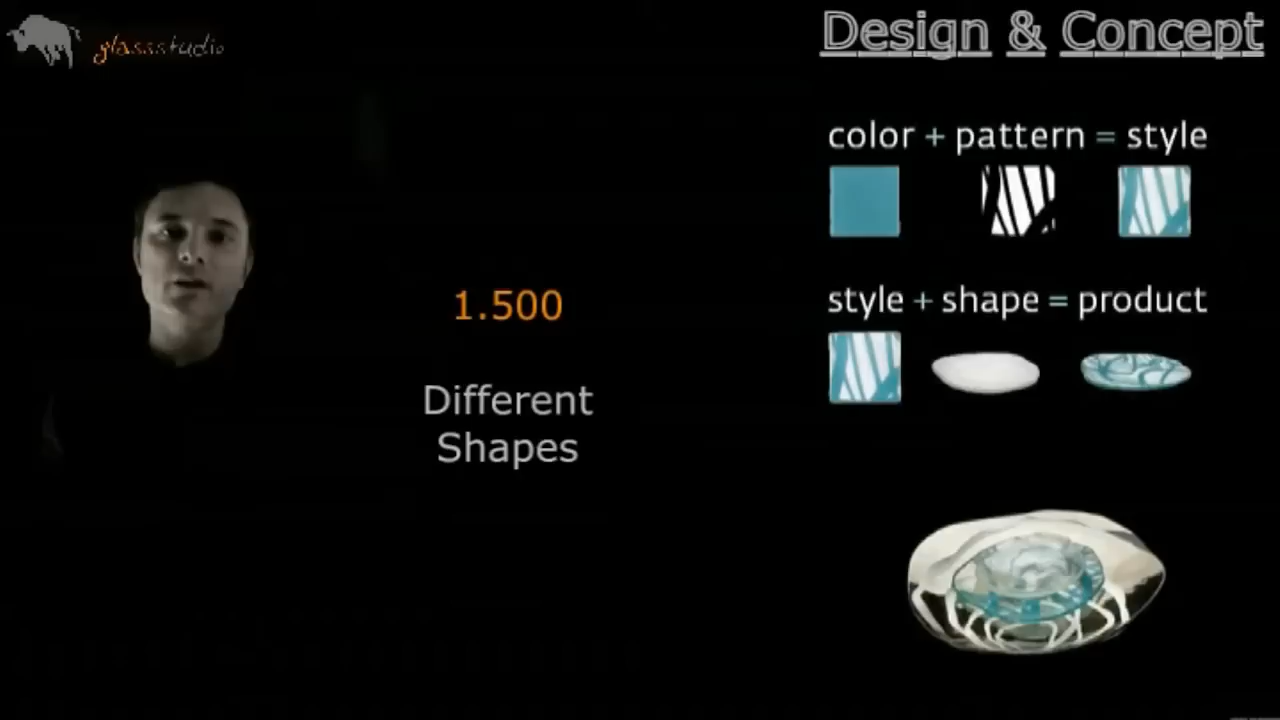 glassstudio
Design & Concept
color + pattern = style
style + shape = product
1.500
Different
Shapes